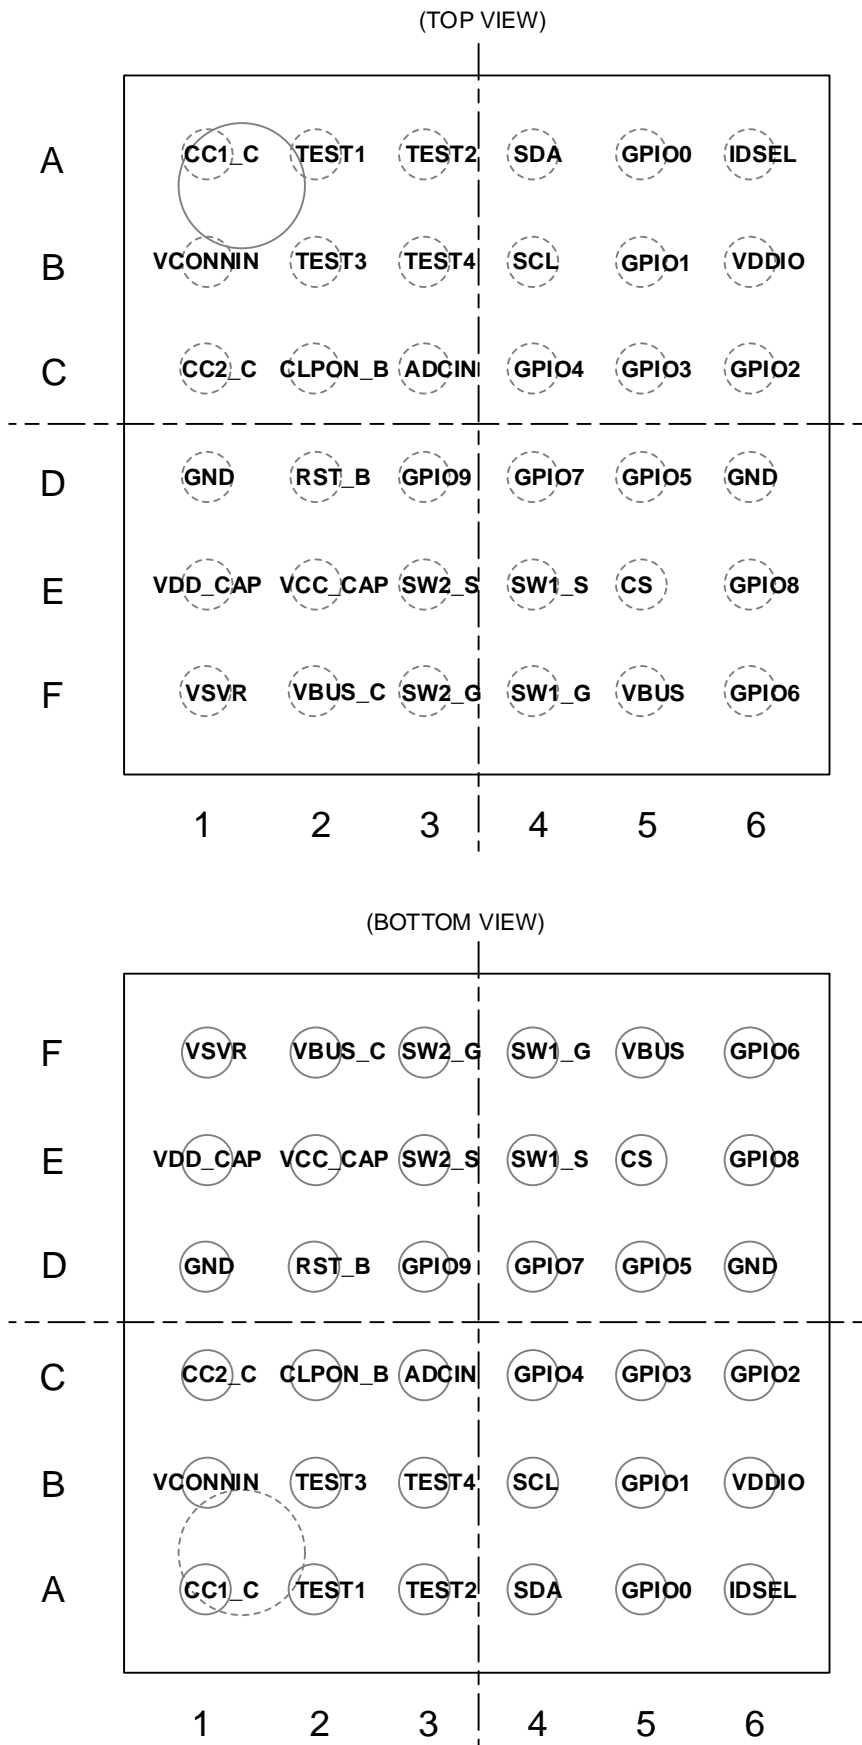 (TOP VIEW)
A CC1_C TEST1 TEST2 SDA GPIO0 IDSEL
B VCONNIN TEST3 TEST4 SCL GPIO1 VDDIO
C CC2_C CLPON_B ADCIN GPIO4 GPIO3 GPIO2
D GND RST_B GPIO9 GPIO7 GPIO5 GND
E VDD_CAP VCC_CAP SW2_S SW1_S CS GPIO8
F VSVR VBUS_C SW2_G SW1_G VBUS GPIO6
1 2 3 4 5 6
(BOTTOM VIEW)
F VSVR VBUS_C SW2_G SW1_G VBUS GPIO6
E VDD_CAP VCC_CAP SW2_S SW1_S CS GPIO8
D GND RST_B GPIO9 GPIO7 GPIO5 GND
C CC2_C CLPON_B ADCIN GPIO4 GPIO3 GPIO2
B VCONNIN TEST3 TEST4 SCL GPIO1 VDDIO
A CC1_C TEST1 TEST2 SDA GPIO0 IDSEL
1 2 3 4 5 6